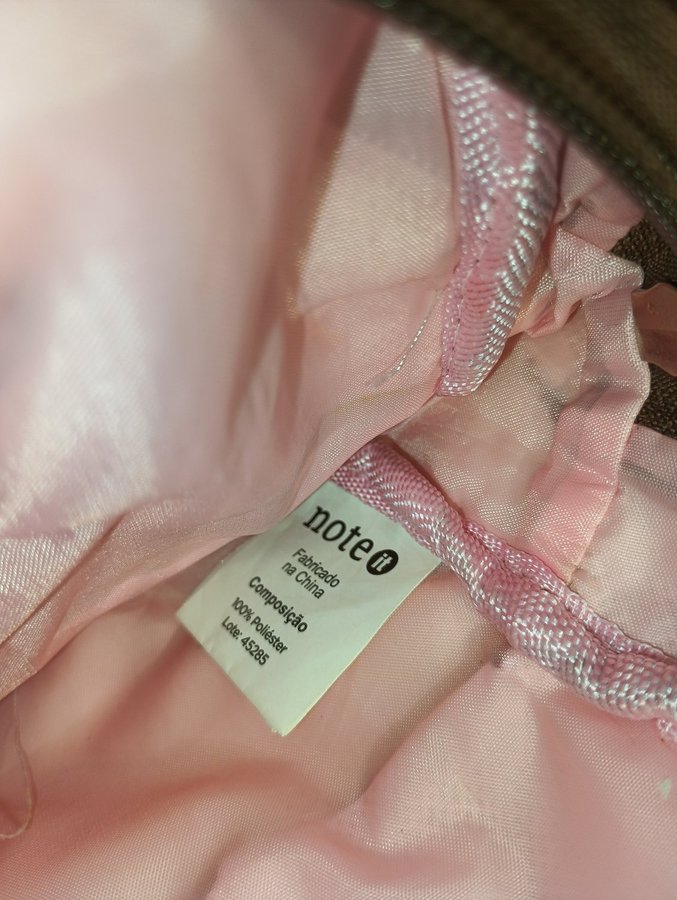 note it
Fabricado
na China
Composição
100% Poliéster
Lote: 45285